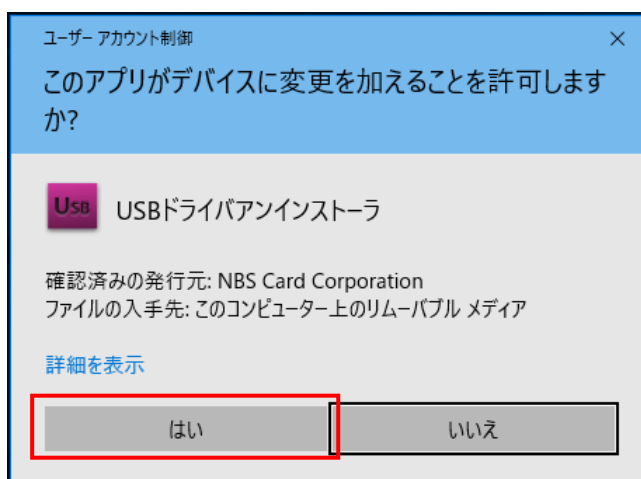 ユーザー アカウント制御
このアプリがデバイスに変更を加えることを許可します
か?
USB
USBドライバアンインストーラ
確認済みの発行元: NBS Card Corporation
ファイルの入手先: このコンピューター上のリムーバブル メディア
詳細を表示
はい
いいえ